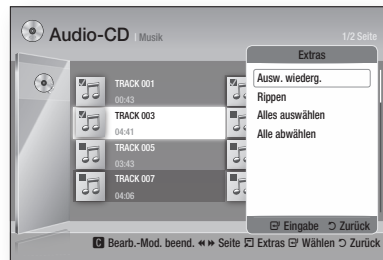 Audio-CD | Musik 1/2 Seite
Extras
TRACK 001
00:43
TRACK 003
04:41
TRACK 005
03:43
TRACK 007
04:06
Ausw. wiederg.
Rippen
Alles auswählen
Alle abwählen
Eingabe Zurück
C Bearb.-Mod. beend. Seite Extras Wählen Zurück